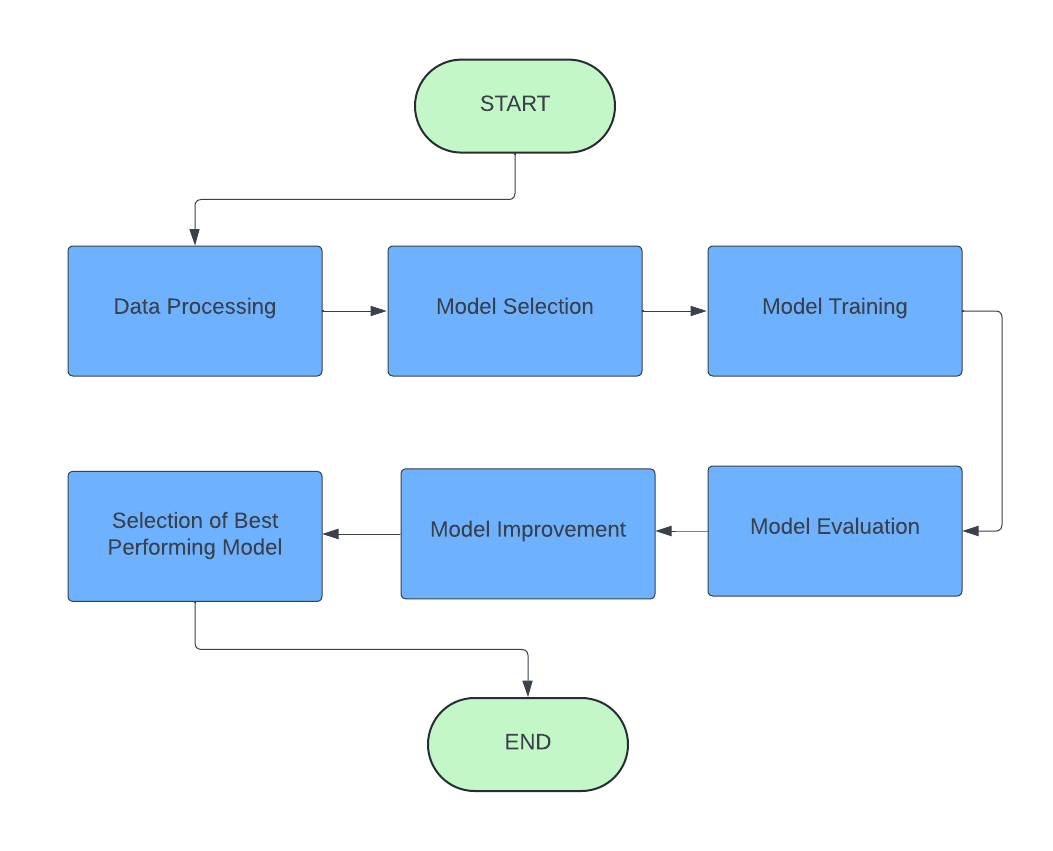 START
Data Processing
Model Selection
Model Training
Model Evaluation
Model Improvement
Selection of Best
Performing Model
END